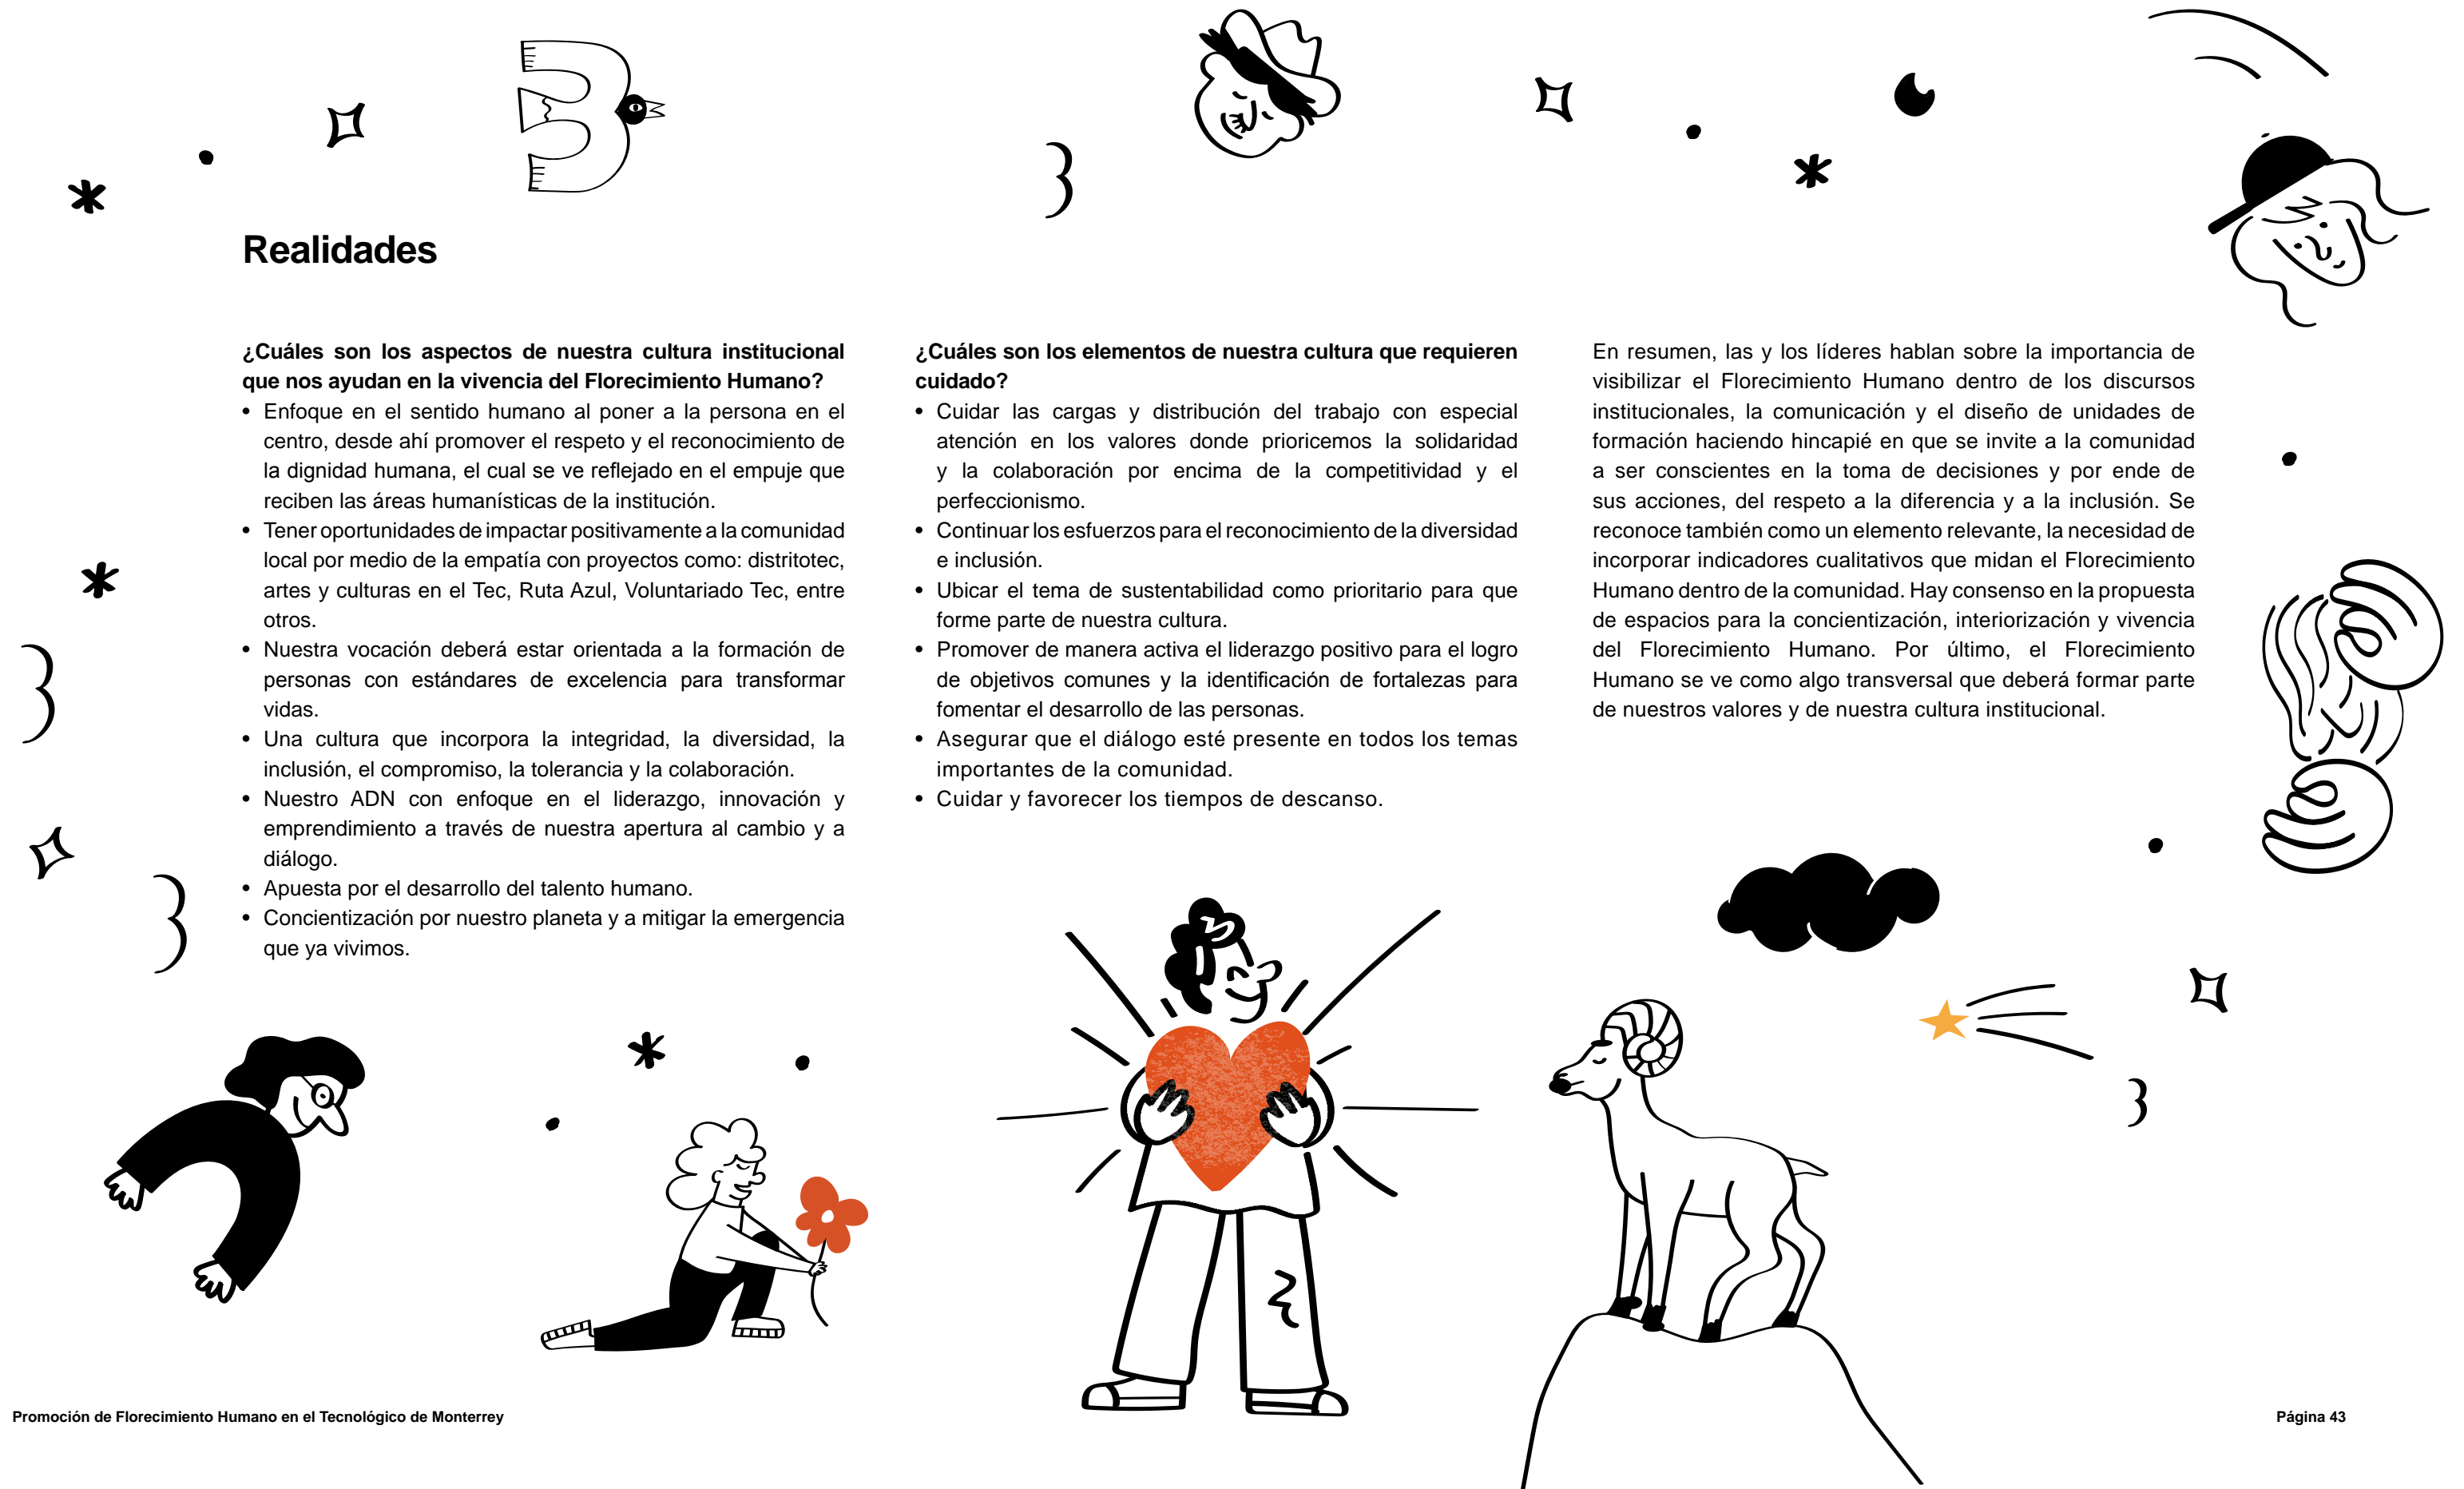 Realidades
¿Cuáles son los aspectos de nuestra cultura institucional
que nos ayudan en la vivencia del Florecimiento Humano?
• Enfoque en el sentido humano al poner a la persona en el
centro, desde ahí promover el respeto y el reconocimiento de
la dignidad humana, el cual se ve reflejado en el empuje que
reciben las áreas humanísticas de la institución.
• Tener oportunidades de impactar positivamente a la comunidad
local por medio de la empatía con proyectos como: distritotec,
artes y culturas en el Tec, Ruta Azul, Voluntariado Tec, entre
otros.
• Nuestra vocación deberá estar orientada a la formación de
personas con estándares de excelencia para transformar
vidas.
• Una cultura que incorpora la integridad, la diversidad, la
inclusión, el compromiso, la tolerancia y la colaboración.
• Nuestro ADN con enfoque en el liderazgo, innovación y
emprendimiento a través de nuestra apertura al cambio y a
diálogo.
• Apuesta por el desarrollo del talento humano.
• Concientización por nuestro planeta y a mitigar la emergencia
que ya vivimos.
¿Cuáles son los elementos de nuestra cultura que requieren
cuidado?
• Cuidar las cargas y distribución del trabajo con especial
atención en los valores donde prioricemos la solidaridad
y la colaboración por encima de la competitividad y el
perfeccionismo.
• Continuar los esfuerzos para el reconocimiento de la diversidad
e inclusión.
• Ubicar el tema de sustentabilidad como prioritario para que
forme parte de nuestra cultura.
• Promover de manera activa el liderazgo positivo para el logro
de objetivos comunes y la identificación de fortalezas para
fomentar el desarrollo de las personas.
• Asegurar que el diálogo esté presente en todos los temas
importantes de la comunidad.
• Cuidar y favorecer los tiempos de descanso.
En resumen, las y los líderes hablan sobre la importancia de
visibilizar el Florecimiento Humano dentro de los discursos
institucionales, la comunicación y el diseño de unidades de
formación haciendo hincapié en que se invite a la comunidad
a ser conscientes en la toma de decisiones y por ende de
sus acciones, del respeto a la diferencia y a la inclusión. Se
reconoce también como un elemento relevante, la necesidad de
incorporar indicadores cualitativos que midan el Florecimiento
Humano dentro de la comunidad. Hay consenso en la propuesta
de espacios para la concientización, interiorización y vivencia
del Florecimiento Humano. Por último, el Florecimiento
Humano se ve como algo transversal que deberá formar parte
de nuestros valores y de nuestra cultura institucional.
Promoción de Florecimiento Humano en el Tecnológico de Monterrey
Página 43